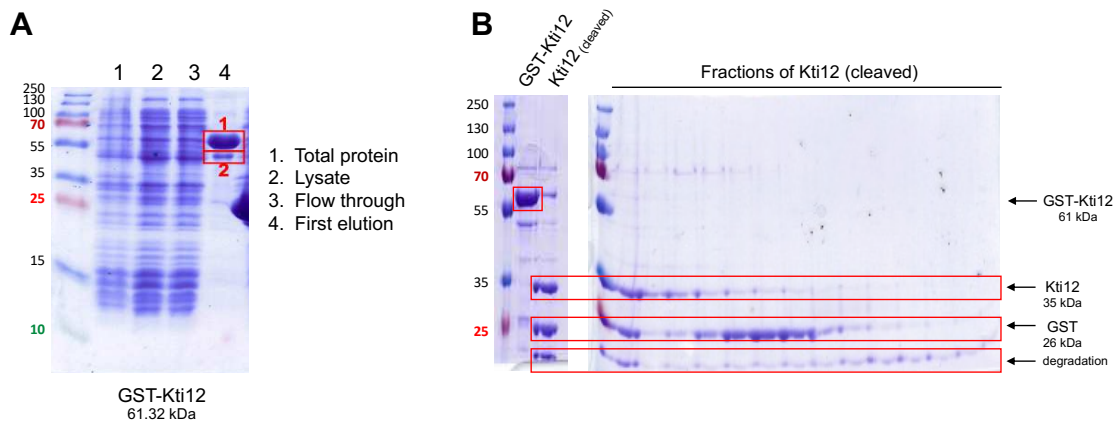 A
1 2 3 4
250
130
100
70
55
35
25
15
10
1
2
1. Total protein
2. Lysate
3. Flow through
4. First elution
GST-Kti12
61.32 kDa
B
GST-Kti12
Kti12 (cleaved)
Fractions of Kti12 (cleaved)
250
130
100
70
55
35
25
GST-Kti12
61 kDa
Kti12
35 kDa
GST
26 kDa
degradation